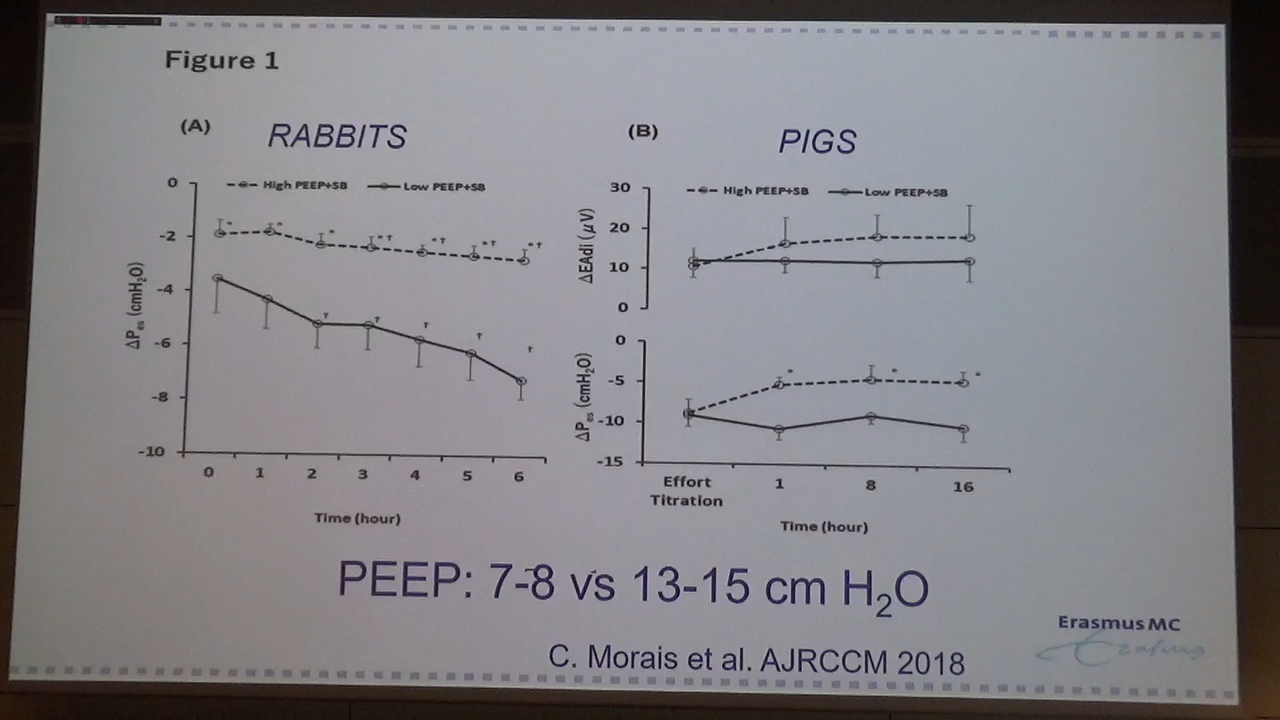 Figure 1
(A)
RABBITS
High PEEP+SB
Low PEEP+SB
0
-2
-4
-6
-8
-10
ΔPes (cmH₂O)
* * * *† *† *† *†
† † † † †
0 1 2 3 4 5 6
Time (hour)
(B)
PIGS
High PEEP+SB
Low PEEP+SB
30
20
10
0
ΔEAdi (μV)
0
-5
-10
-15
ΔPes (cmH₂O)
* * *
Effort
Titration
1 8 16
Time (hour)
PEEP: 7-8 vs 13-15 cm H₂O
C. Morais et al. AJRCCM 2018
Erasmus MC
Erafmus